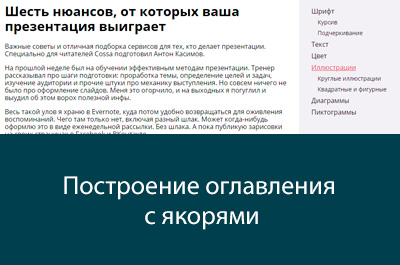 Шесть нюансов, от которых ваша
презентация выиграет
Важные советы и отличная подборка сервисов для тех, кто делает презентации.
Специально для читателей Cossa подготовил Антон Касимов.
На прошлой неделе был на обучении эффективным методам презентации. Тренер
рассказывал про шаги подготовки: проработка темы, определение целей и задач,
изучение аудитории и прочие штуки про механику выступления. Но совсем ничего не
было про оформление слайдов. Меня это огорчило, и на выходных я погуглил и
выудил об этом ворох полезной инфы.
Весь такой улов я храню в Evernote, куда потом удобно возвращаться для оживления
воспоминаний. Чего там только нет, включая разный шлак. Может когда-нибудь
оформлю это в виде еженедельной рассылки. Без шлака. А пока публикую зарисовки
на своих страничках в Facebook и
Шрифт
Курсив
Подчеркивание
Текст
Цвет
Иллюстрации
Круглые иллюстрации
Квадратные и фигурные
Диаграммы
Пиктограммы
Построение оглавления
с якорями